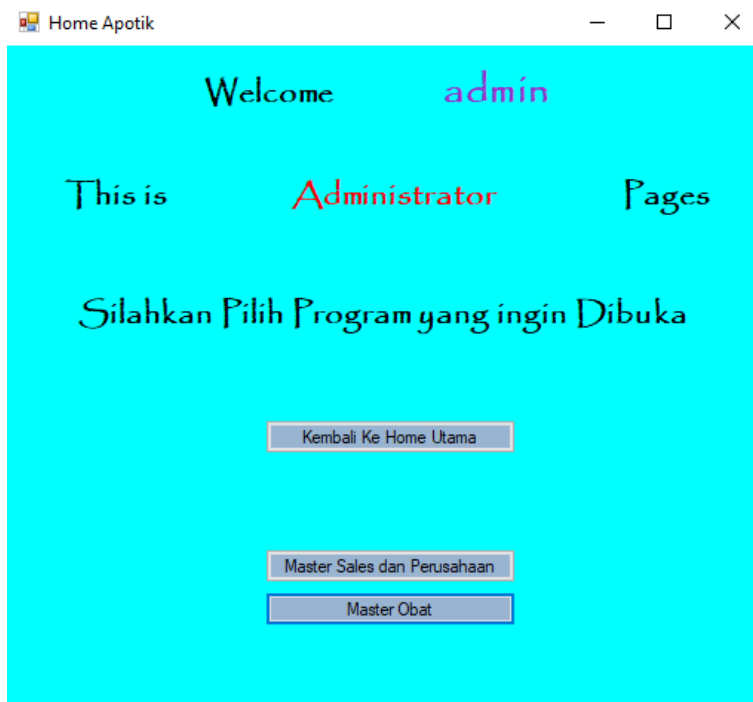 Home Apotik
Welcome admin
This is Administrator Pages
Silahkan Pilih Program yang ingin Dibuka
Kembali Ke Home Utama
Master Sales dan Perusahaan
Master Obat